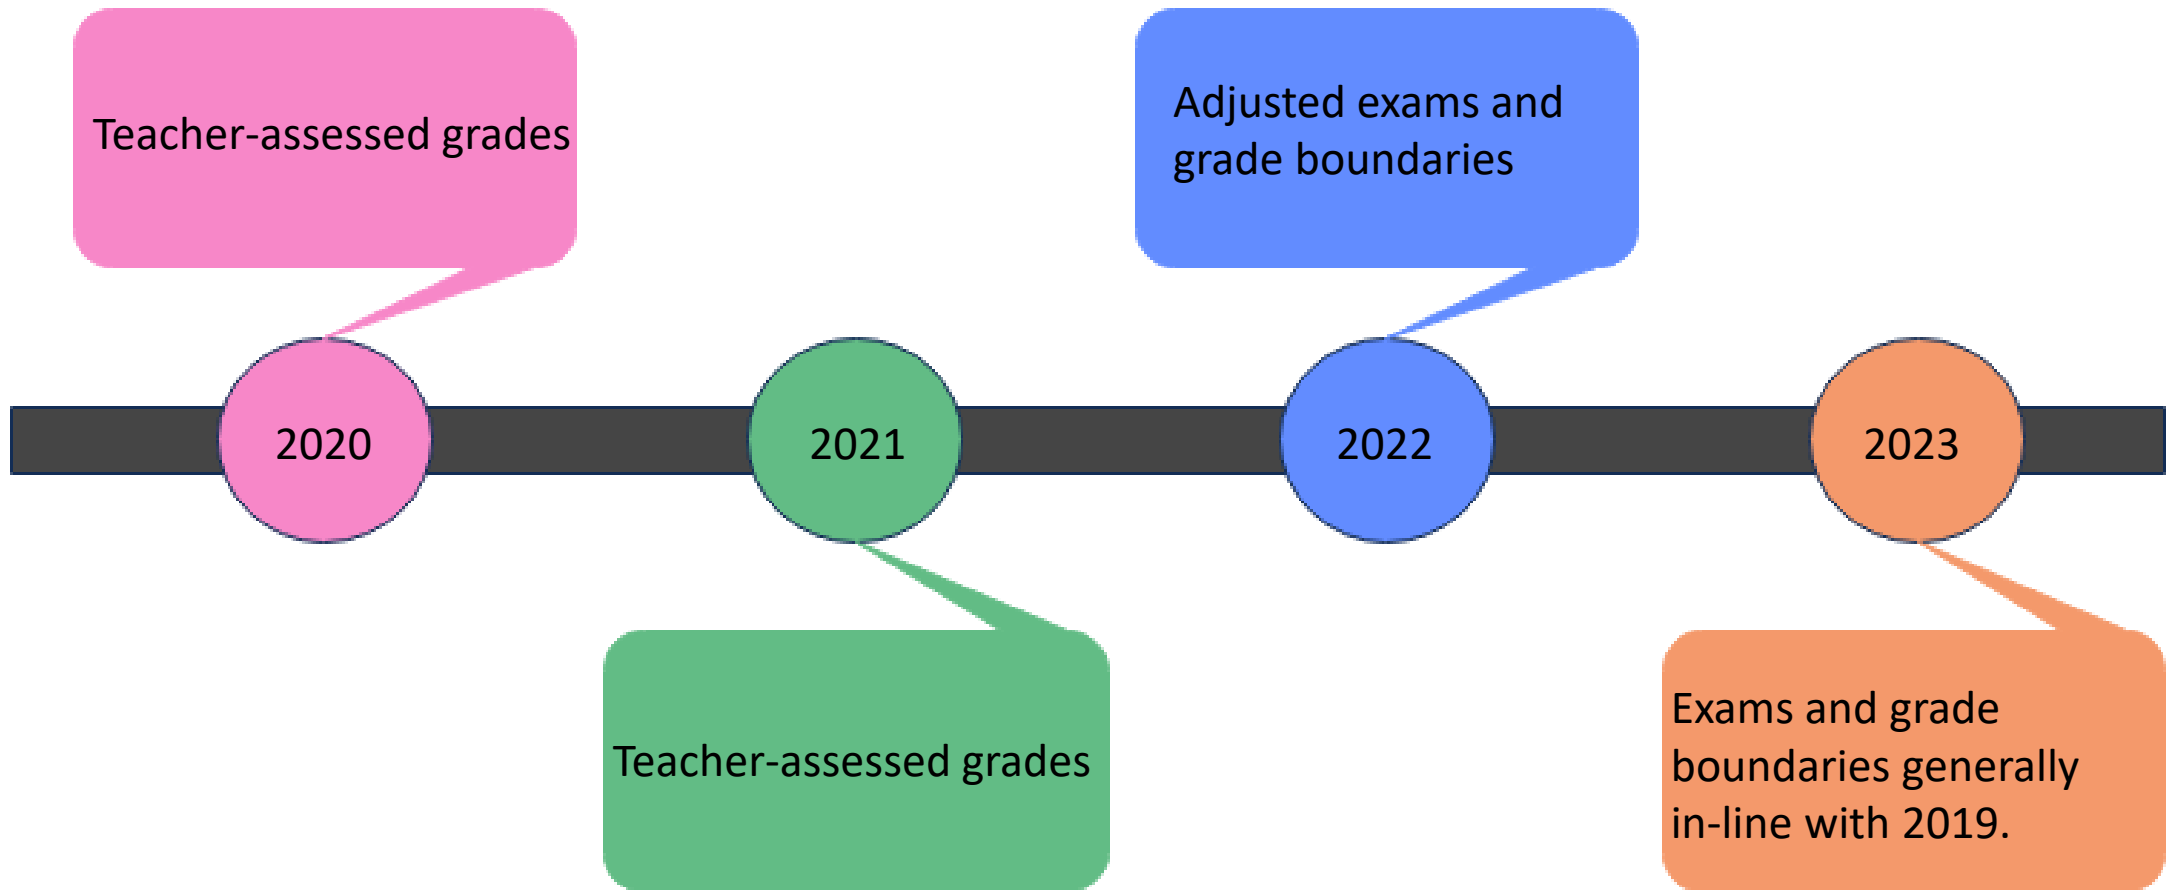 Teacher-assessed grades
Adjusted exams and
grade boundaries
2020
2021
2022
2023
Teacher-assessed grades
Exams and grade
boundaries generally
in-line with 2019.